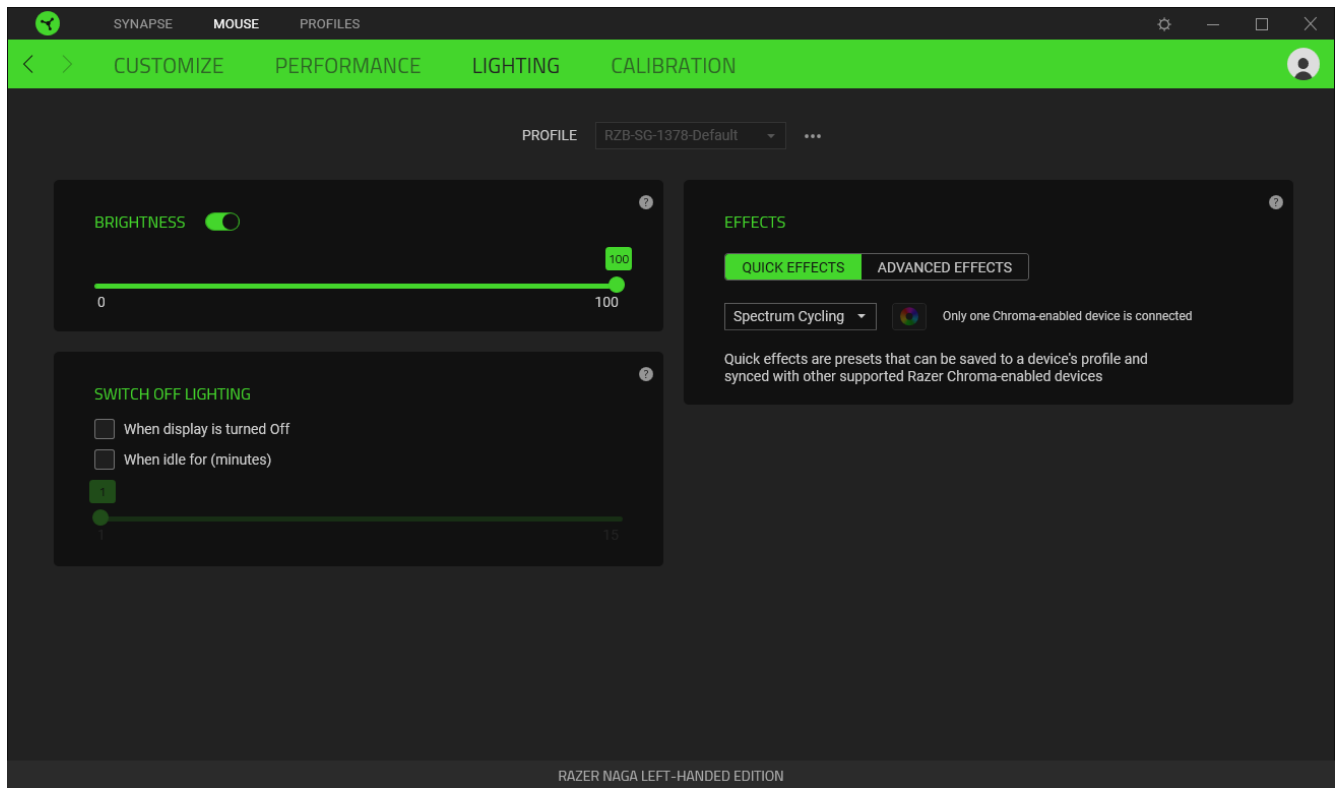 SYNAPSE MOUSE PROFILES
CUSTOMIZE PERFORMANCE LIGHTING CALIBRATION
PROFILE RZB-SG-1378-Default
BRIGHTNESS
100
0 100
SWITCH OFF LIGHTING
When display is turned Off
When idle for (minutes)
1
1 15
EFFECTS
QUICK EFFECTS ADVANCED EFFECTS
Spectrum Cycling Only one Chroma-enabled device is connected
Quick effects are presets that can be saved to a device's profile and
synced with other supported Razer Chroma-enabled devices
RAZER NAGA LEFT-HANDED EDITION